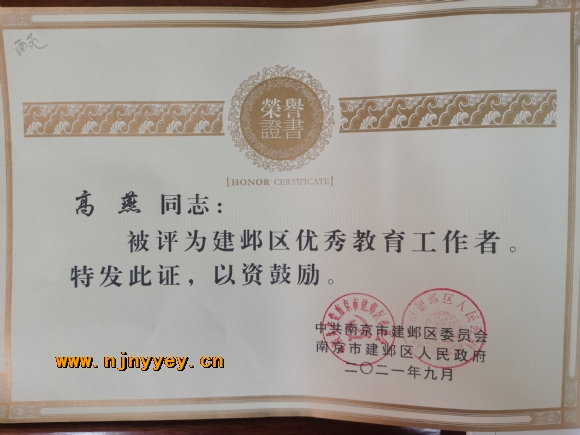 榮譽
證書
[HONOR CERTIFICATE]
高 燕 同志：
被评为建邺区优秀教育工作者。
特发此证，以资鼓励。
中共南京市建邺区委员会
南京市建邺区人民政府
二〇二一年九月
www.njnyyey.cn